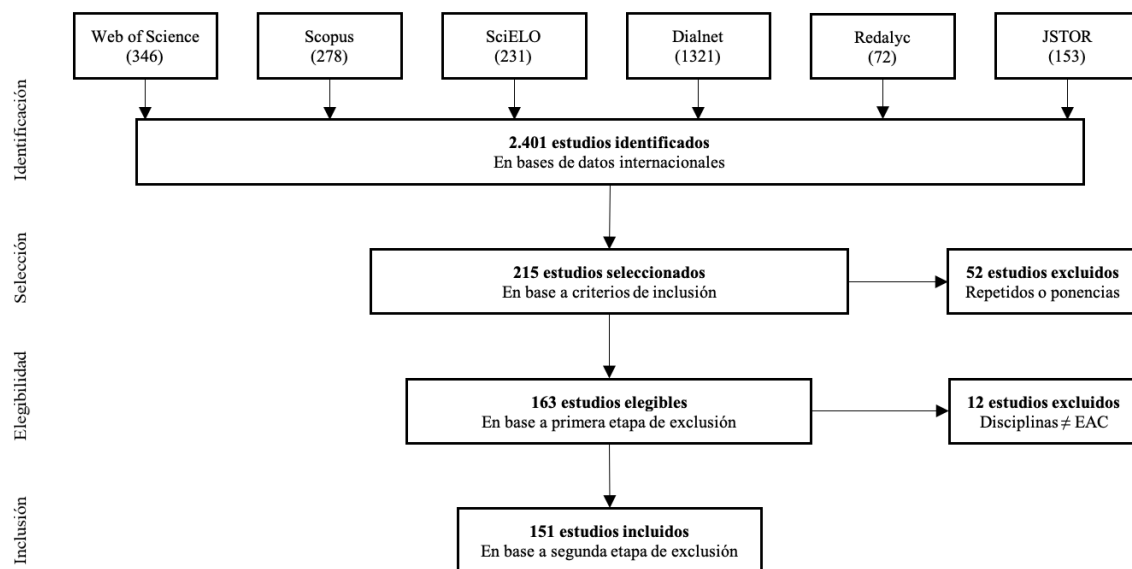 Web of Science
(346)
Scopus
(278)
SciELO
(231)
Dialnet
(1321)
Redalyc
(72)
JSTOR
(153)
Identificación
2.401 estudios identificados
En bases de datos internacionales
Selección
215 estudios seleccionados
En base a criterios de inclusión
52 estudios excluidos
Repetidos o ponencias
Elegibilidad
163 estudios elegibles
En base a primera etapa de exclusión
12 estudios excluidos
Disciplinas ≠ EAC
Inclusión
151 estudios incluidos
En base a segunda etapa de exclusión